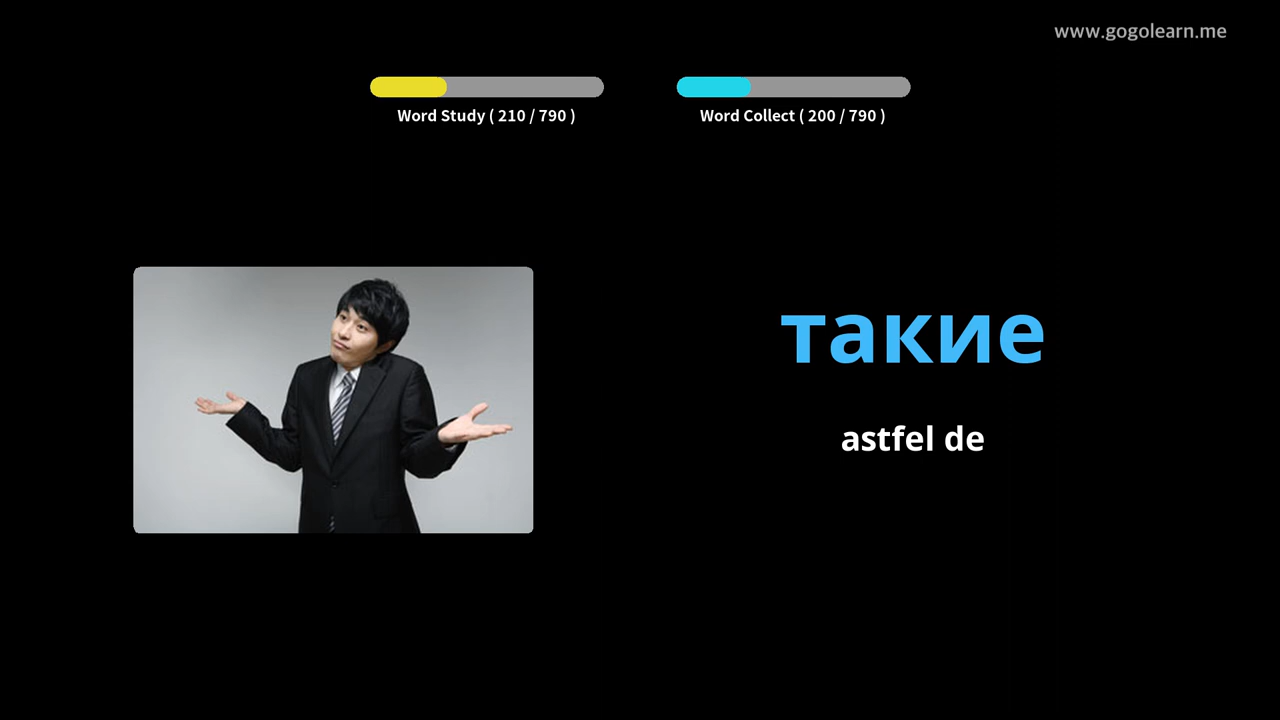 www.gogolearn.me
Word Study ( 210 / 790 )
Word Collect ( 200 / 790 )
такие
astfel de